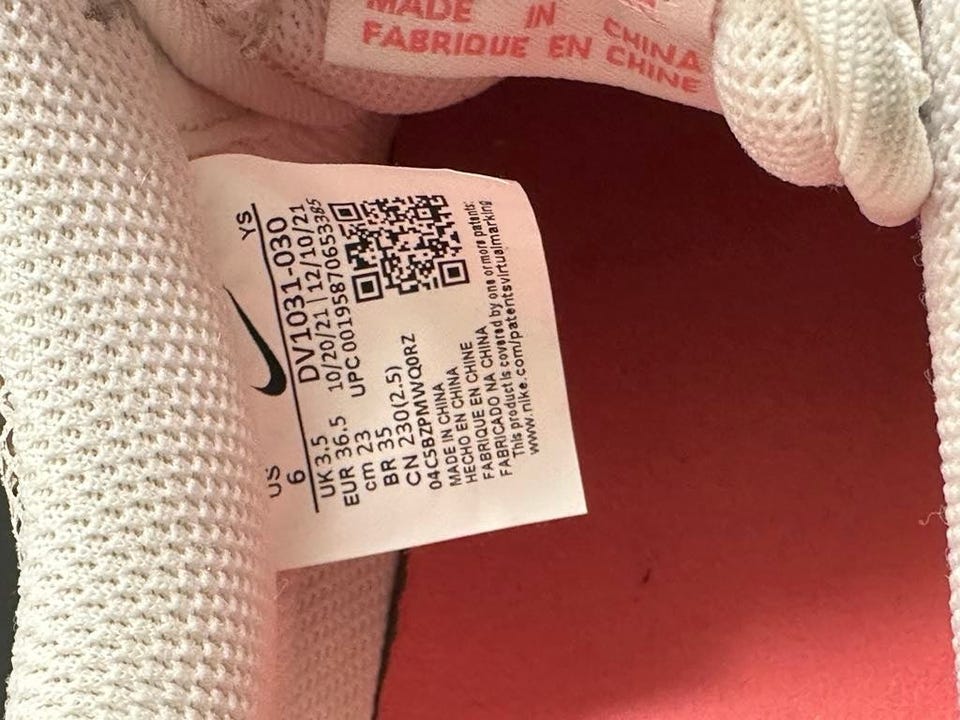 MADE IN CHINA
FABRIQUE EN CHINE
YS
US
6 DV1031-030
UK 3.5 10/20/21 | 12/10/21
EUR 36.5 UPC 00195870653385
cm 23
BR 35
CN 230(2.5)
04C5BZPMWQ0RZ
MADE IN CHINA
HECHO EN CHINE
FABRIQUE EN CHINE
FABRICADO NA CHINA
This product is covered by one or more patents:
www.nike.com/patentsvirtualmarking